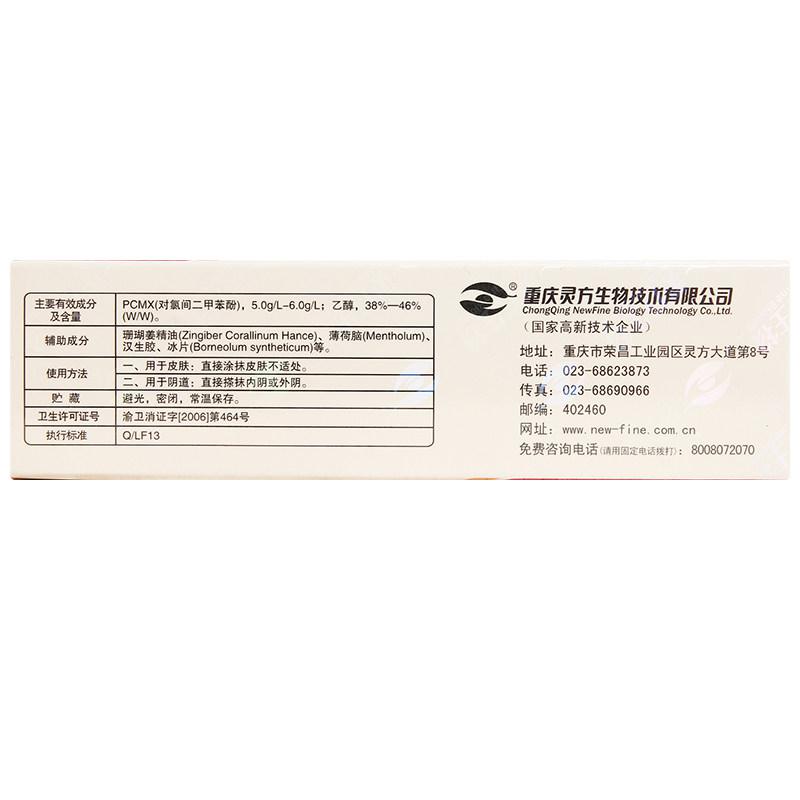 主要有效成分
及含量
PCMX(对氯间二甲苯酚)，5.0g/L-6.0g/L；乙醇，38%—46%
(W/W)。
辅助成分
珊瑚姜精油(Zingiber Corallinum Hance)、薄荷脑(Mentholum)、
汉生胶、冰片(Borneolum syntheticum)等。
使用方法
一、用于皮肤：直接涂抹皮肤不适处。
二、用于阴道：直接搽抹内阴或外阴。
贮 藏
避光，密闭，常温保存。
卫生许可证号
渝卫消证字[2006]第464号
执行标准
Q/LF13
®
重庆灵方生物技术有限公司
ChongQing NewFine Biology Technology Co.,Ltd.
（国家高新技术企业）
地址：重庆市荣昌工业园区灵方大道第8号
电话：023-68623873
传真：023-68690966
邮编：402460
网址：www.new-fine.com.cn
免费咨询电话(请用固定电话拨打)：8008072070